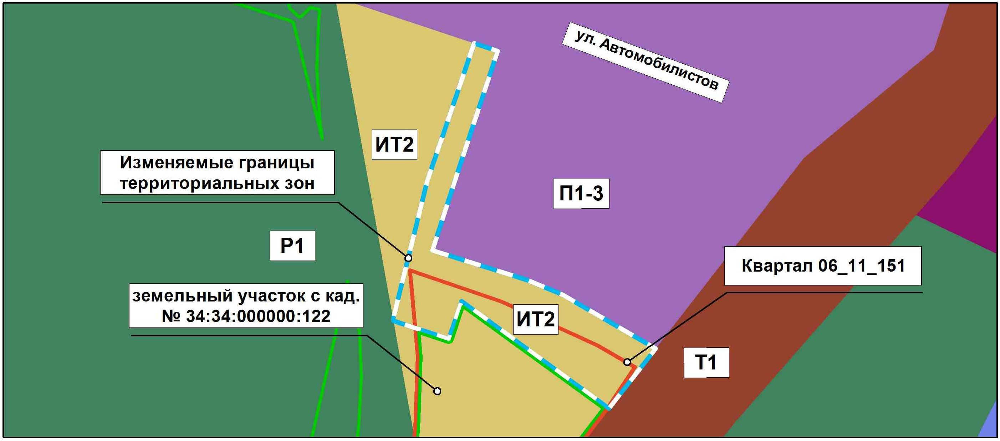 ул. Автомобилистов
ИТ2
Изменяемые границы
территориальных зон
П1-3
Р1
Квартал 06_11_151
земельный участок с кад.
№ 34:34:000000:122
ИТ2
Т1